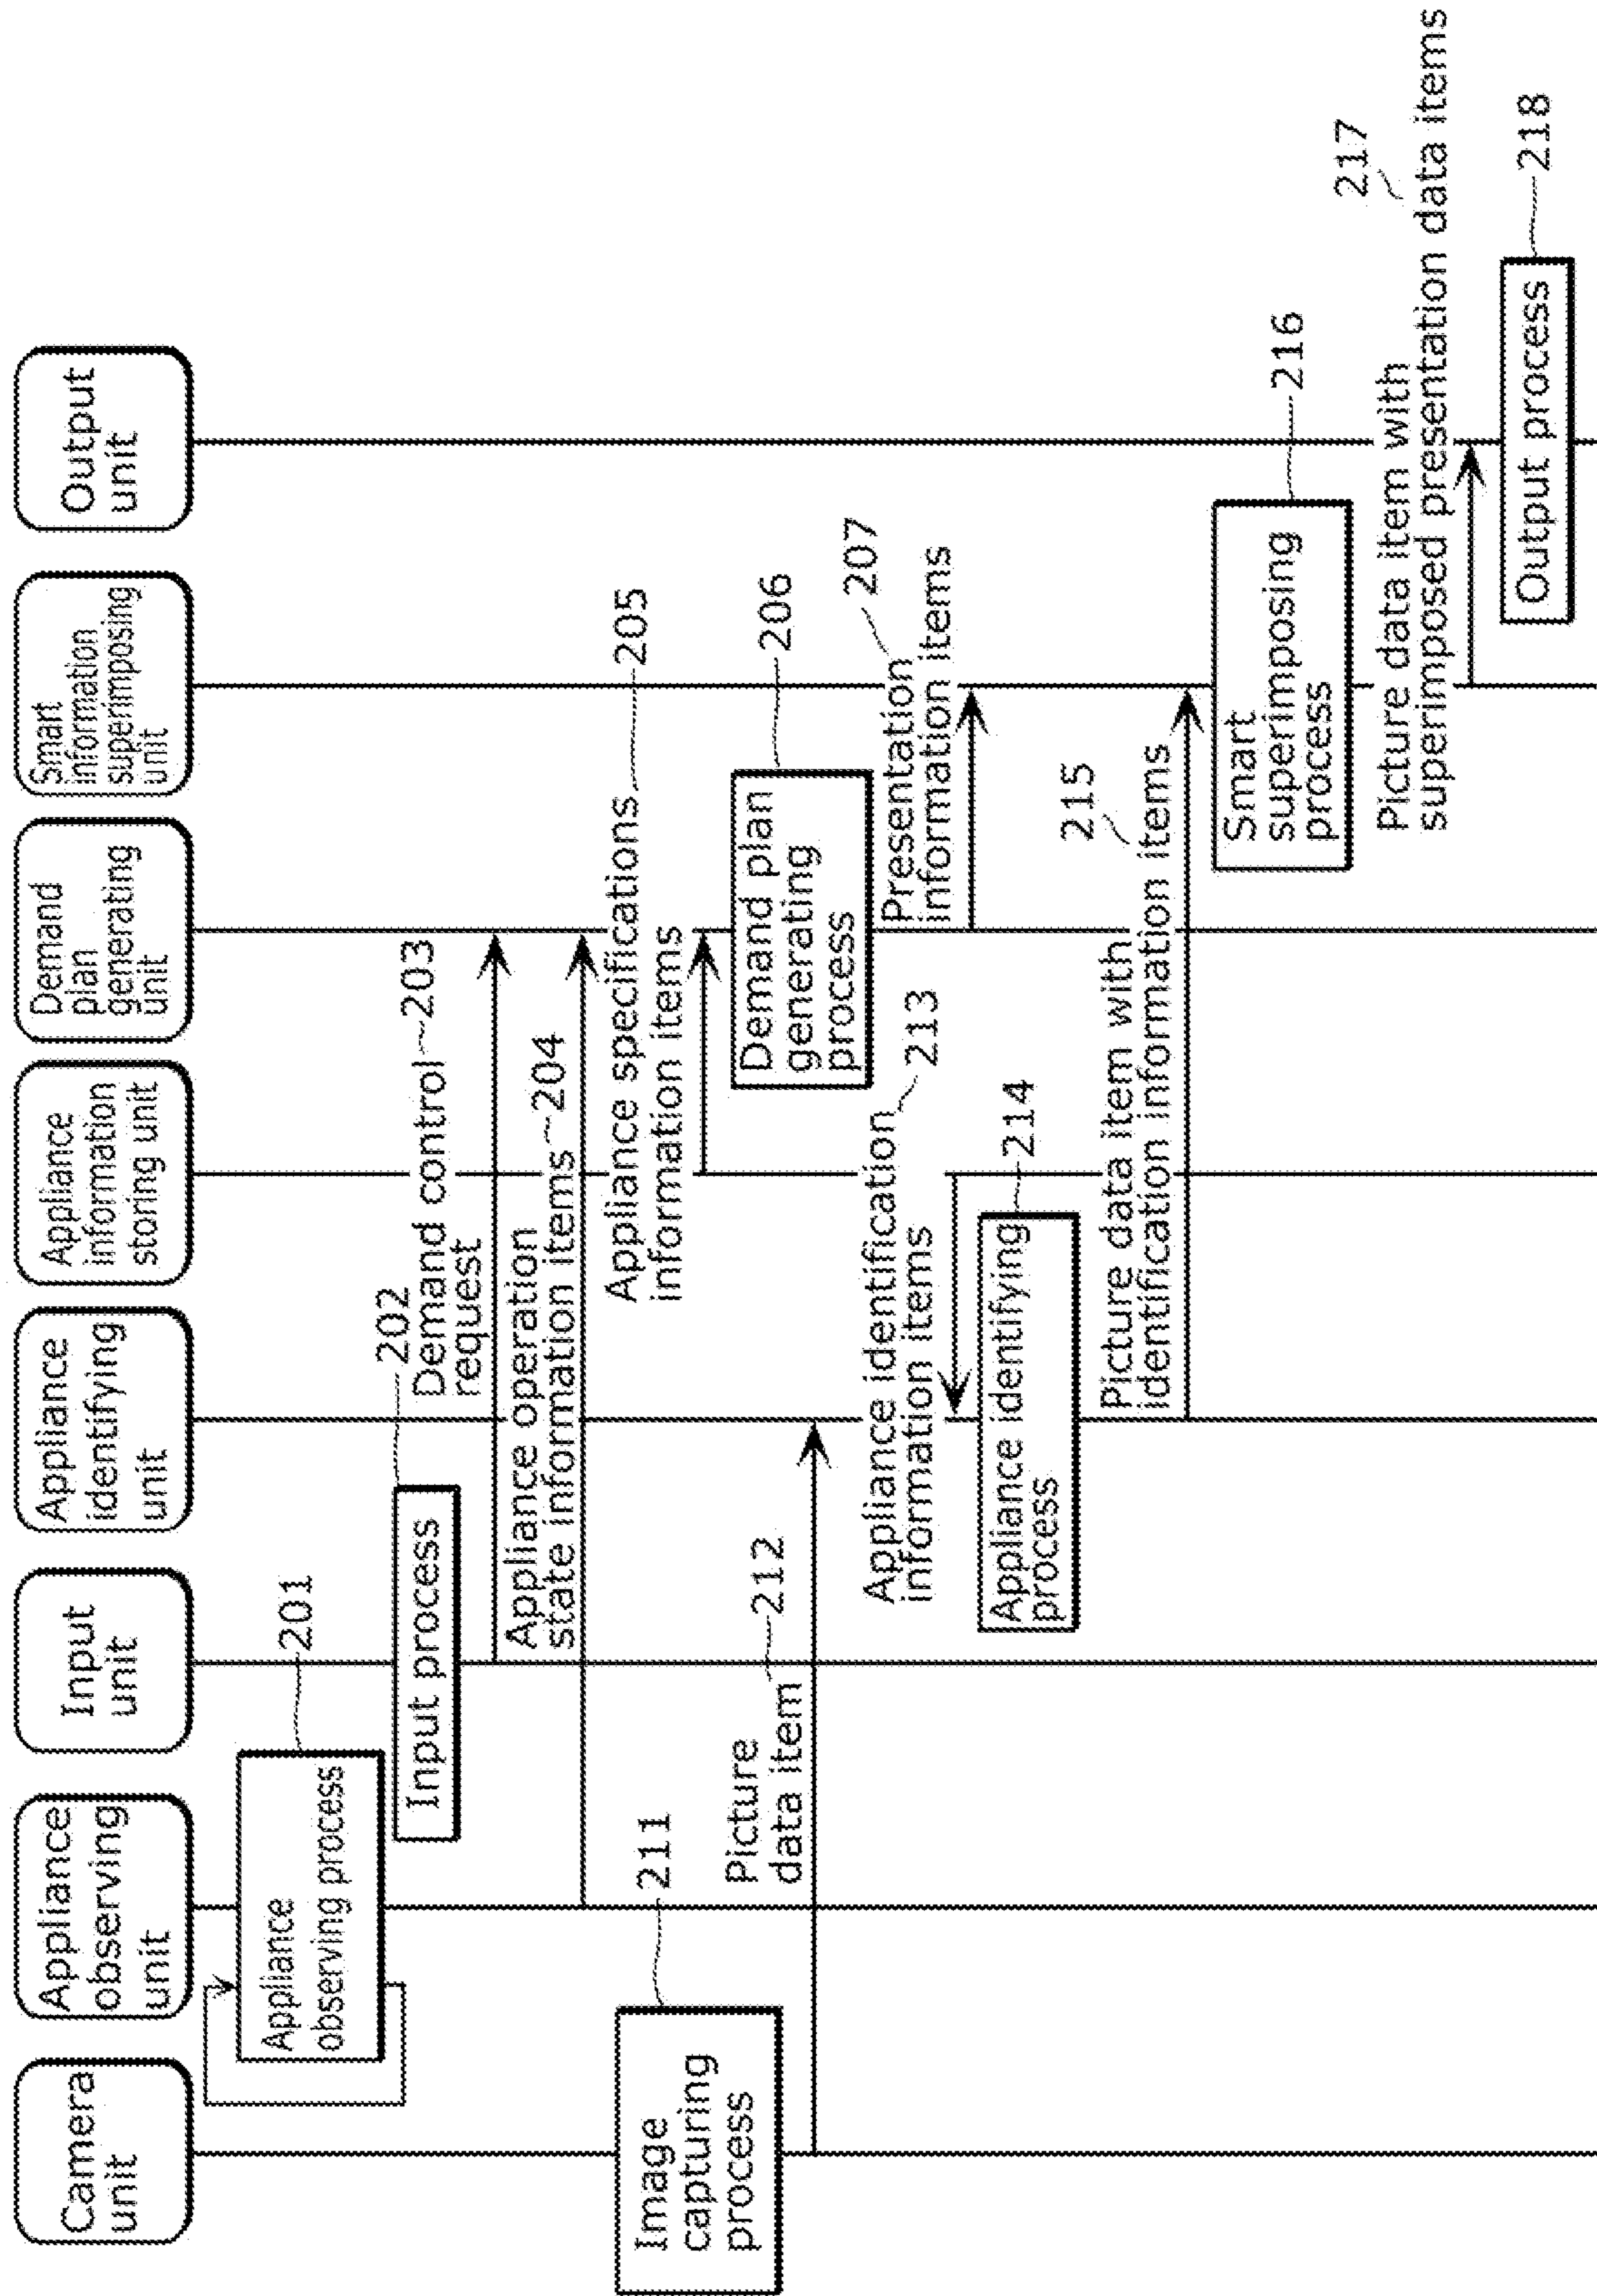 Camera
unit
Appliance
observing
unit
Input
unit
Appliance
identifying
unit
Appliance
information
storing unit
Demand
plan
generating
unit
Smart
information
superimposing
unit
Output
unit
201
Appliance
observing process
202
Input process
Demand control 203
request
Appliance operation
state information items 204
Appliance specifications 205
information items
211
Image
capturing
process
206
Demand plan
generating
process
Picture 212
data item
207
Presentation
information items
Appliance identification 213
information items
214
Appliance identifying
process
215
Picture data item with
identification information items
216
Smart
superimposing
process
217
Picture data item with
superimposed presentation data items
218
Output process